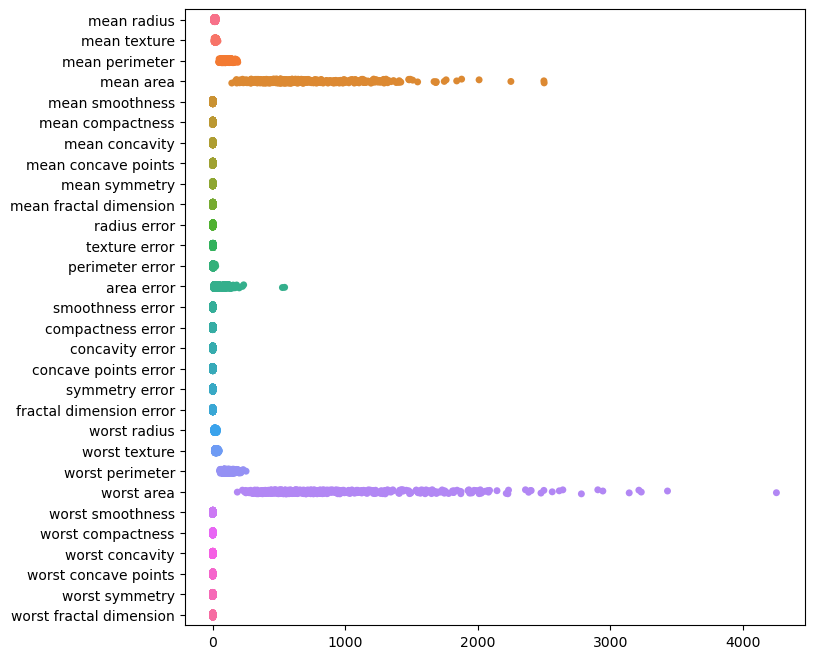 mean radius
mean texture
mean perimeter
mean area
mean smoothness
mean compactness
mean concavity
mean concave points
mean symmetry
mean fractal dimension
radius error
texture error
perimeter error
area error
smoothness error
compactness error
concavity error
concave points error
symmetry error
fractal dimension error
worst radius
worst texture
worst perimeter
worst area
worst smoothness
worst compactness
worst concavity
worst concave points
worst symmetry
worst fractal dimension
0 1000 2000 3000 4000